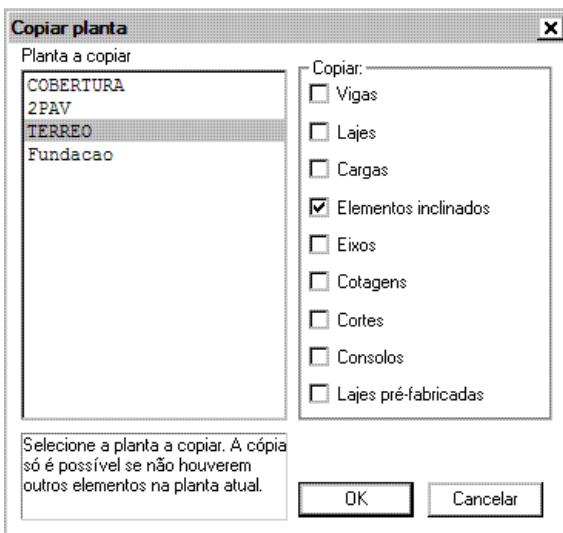 Copiar planta
Planta a copiar
COBERTURA
2PAV
TERREO
Fundacao
Copiar:
Vigas
Lajes
Cargas
Elementos inclinados
Eixos
Cotagens
Cortes
Consolos
Lajes pré-fabricadas
Selecione a planta a copiar. A cópia
só é possível se não houverem
outros elementos na planta atual.
OK
Cancelar